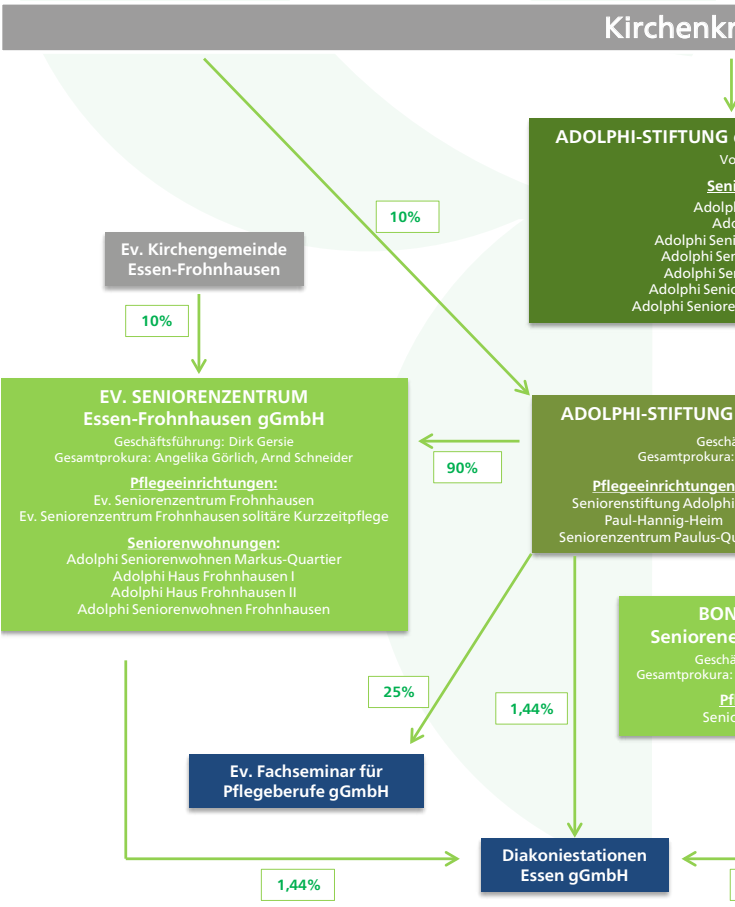 Kirchenkr
ADOLPHI-STIFTUNG
Vo
Seni
Adolph
Ado
Adolphi Seni
Adolphi Sen
Adolphi Sen
Adolphi Senio
Adolphi Seniore
10%
Ev. Kirchengemeinde
Essen-Frohnhausen
10%
EV. SENIORENZENTRUM
Essen-Frohnhausen gGmbH
Geschäftsführung: Dirk Gersie
Gesamtprokura: Angelika Görlich, Arnd Schneider
Pflegeeinrichtungen:
Ev. Seniorenzentrum Frohnhausen
Ev. Seniorenzentrum Frohnhausen solitäre Kurzzeitpflege
Seniorenwohnungen:
Adolphi Seniorenwohnen Markus-Quartier
Adolphi Haus Frohnhausen I
Adolphi Haus Frohnhausen II
Adolphi Seniorenwohnen Frohnhausen
90%
ADOLPHI-STIFTUNG
Geschä
Gesamtprokura:
Pflegeeinrichtungen
Seniorenstiftung Adolphi
Paul-Hannig-Heim
Seniorenzentrum Paulus-Qu
BON
Seniorene
Geschä
Gesamtprokura:
Pf
Senio
25%
1,44%
Ev. Fachseminar für
Pflegeberufe gGmbH
Diakoniestationen
Essen gGmbH
1,44%